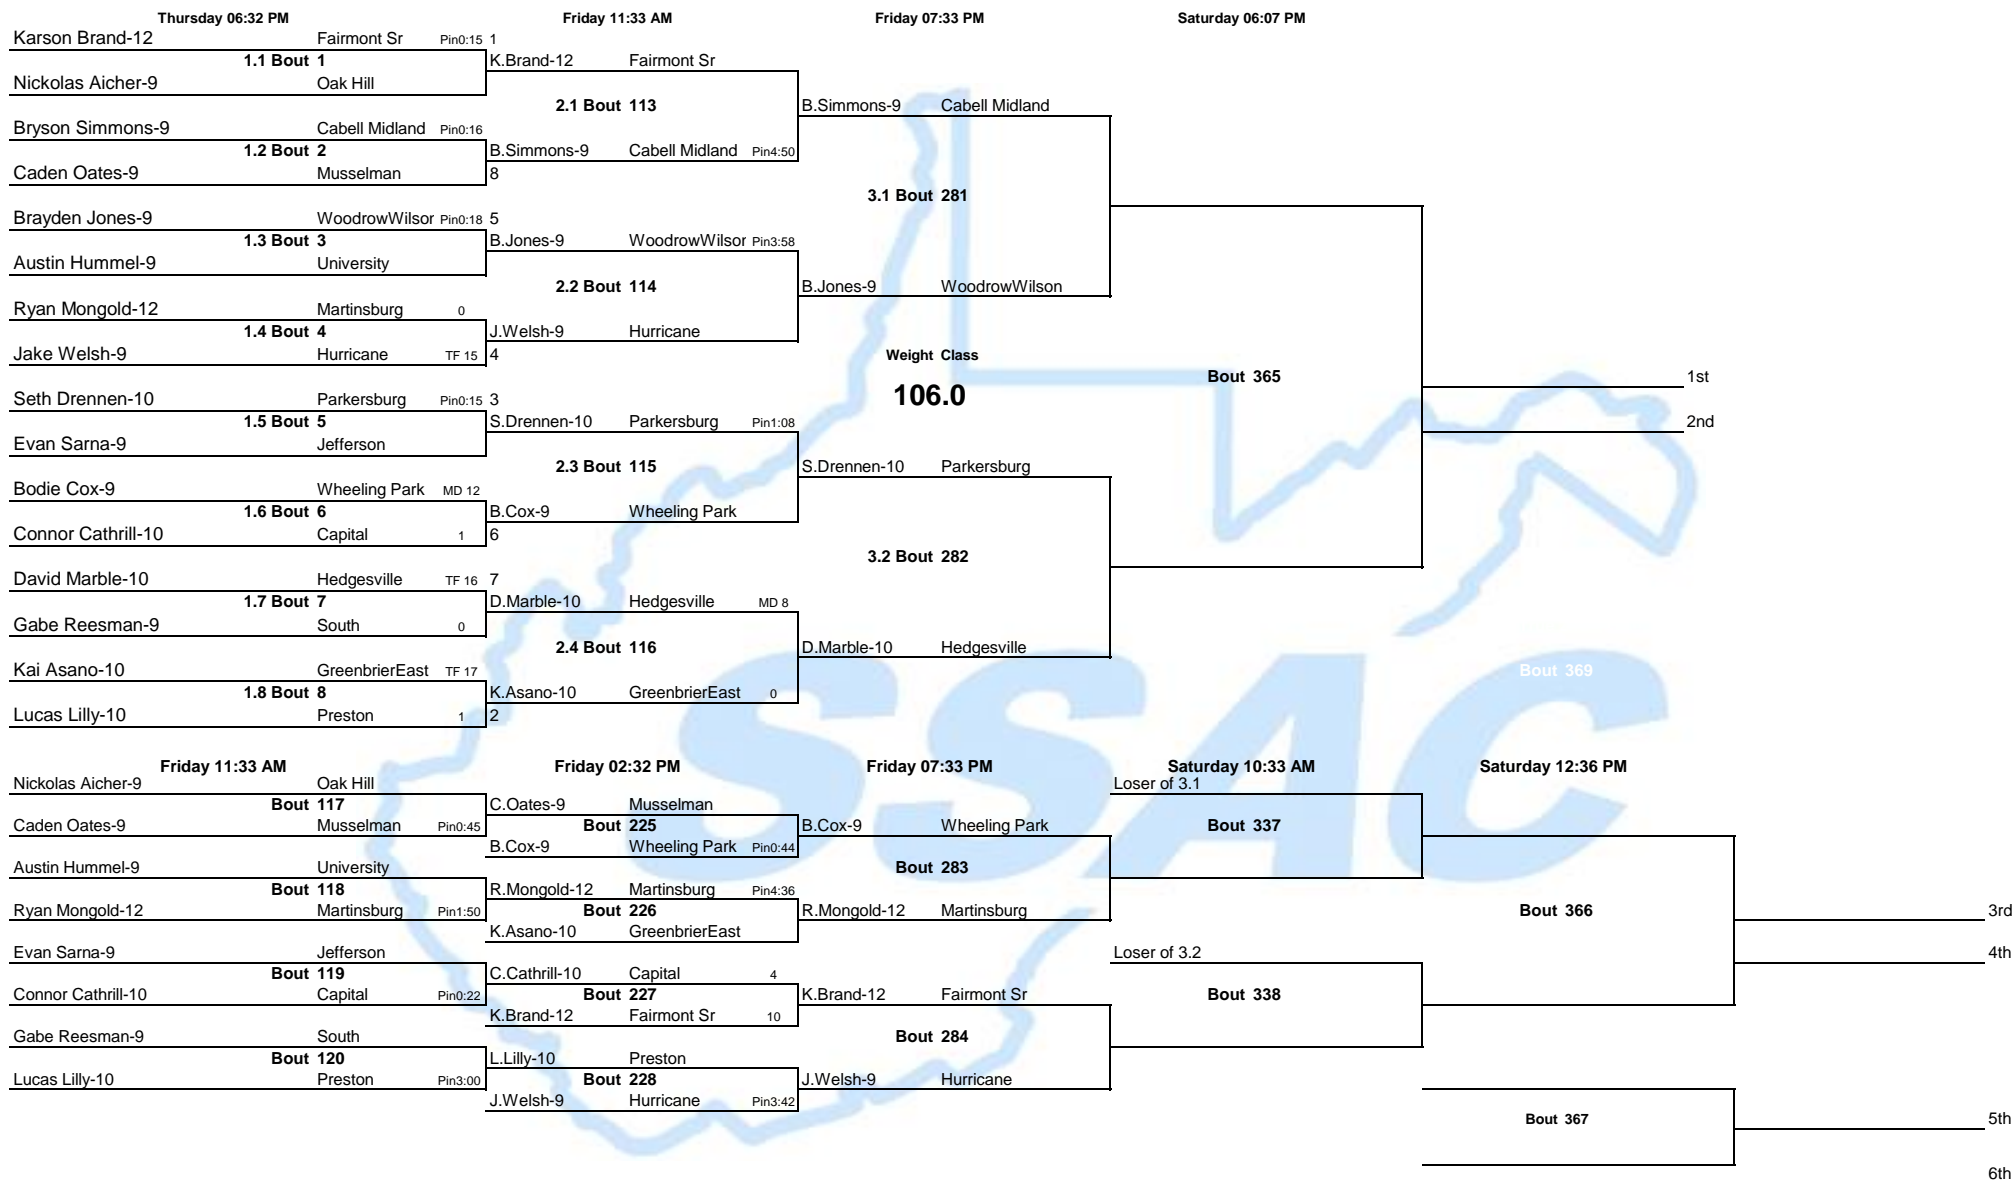 Thursday 06:32 PM Friday 11:33 AM Friday 07:33 PM Saturday 06:07 PM
Karson Brand-12 Fairmont Sr Pin0:15 1
1.1 Bout 1 K.Brand-12 Fairmont Sr
Nickolas Aicher-9 Oak Hill
2.1 Bout 113 B.Simmons-9 Cabell Midland
Bryson Simmons-9 Cabell Midland Pin0:16
1.2 Bout 2 B.Simmons-9 Cabell Midland Pin4:50
Caden Oates-9 Musselman 8
3.1 Bout 281
Brayden Jones-9 WoodrowWilsor Pin0:18 5
1.3 Bout 3 B.Jones-9 WoodrowWilsor Pin3:58
Austin Hummel-9 University
2.2 Bout 114 B.Jones-9 WoodrowWilson
Ryan Mongold-12 Martinsburg 0
1.4 Bout 4 J.Welsh-9 Hurricane
Jake Welsh-9 Hurricane TF 15 4 Weight Class
Bout 365 1st
Seth Drennen-10 Parkersburg Pin0:15 3 106.0
1.5 Bout 5 S.Drennen-10 Parkersburg Pin1:08 2nd
Evan Sarna-9 Jefferson
2.3 Bout 115 S.Drennen-10 Parkersburg
Bodie Cox-9 Wheeling Park MD 12
1.6 Bout 6 B.Cox-9 Wheeling Park
Connor Cathrill-10 Capital 1 6
3.2 Bout 282
David Marble-10 Hedgesville TF 16 7
1.7 Bout 7 D.Marble-10 Hedgesville MD 8
Gabe Reesman-9 South 0
2.4 Bout 116 D.Marble-10 Hedgesville
Kai Asano-10 GreenbrierEast TF 17 Bout 369
1.8 Bout 8 K.Asano-10 GreenbrierEast 0
Lucas Lilly-10 Preston 1 2
SSAC
Friday 11:33 AM Friday 02:32 PM Friday 07:33 PM Saturday 10:33 AM Saturday 12:36 PM
Nickolas Aicher-9 Oak Hill Loser of 3.1
Bout 117 C.Oates-9 Musselman
Caden Oates-9 Musselman Pin0:45 Bout 225 B.Cox-9 Wheeling Park Bout 337
B.Cox-9 Wheeling Park Pin0:44
Austin Hummel-9 University Bout 283
Bout 118 R.Mongold-12 Martinsburg Pin4:36
Ryan Mongold-12 Martinsburg Pin1:50 Bout 226 R.Mongold-12 Martinsburg Bout 366 3rd
K.Asano-10 GreenbrierEast
Evan Sarna-9 Jefferson Loser of 3.2 4th
Bout 119 C.Cathrill-10 Capital 4
Connor Cathrill-10 Capital Pin0:22 Bout 227 K.Brand-12 Fairmont Sr Bout 338
K.Brand-12 Fairmont Sr 10
Gabe Reesman-9 South Bout 284
Bout 120 L.Lilly-10 Preston
Lucas Lilly-10 Preston Pin3:00 Bout 228 J.Welsh-9 Hurricane
J.Welsh-9 Hurricane Pin3:42
Bout 367 5th
6th